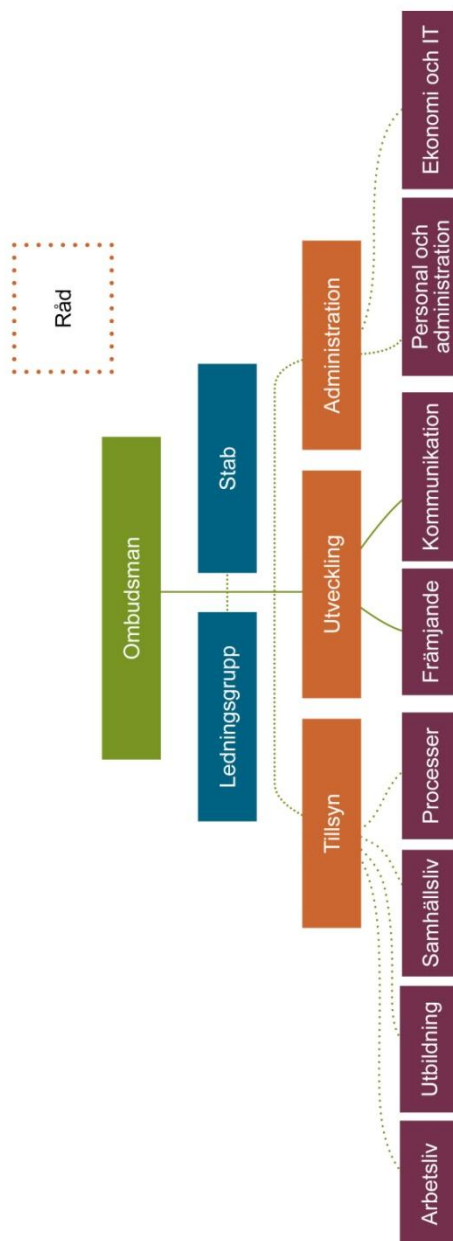 Råd
Ombudsman
Ledningsgrupp
Stab
Tillsyn
Utveckling
Administration
Arbetsliv
Utbildning
Samhällsliv
Processer
Främjande
Kommunikation
Personal och
administration
Ekonomi och IT